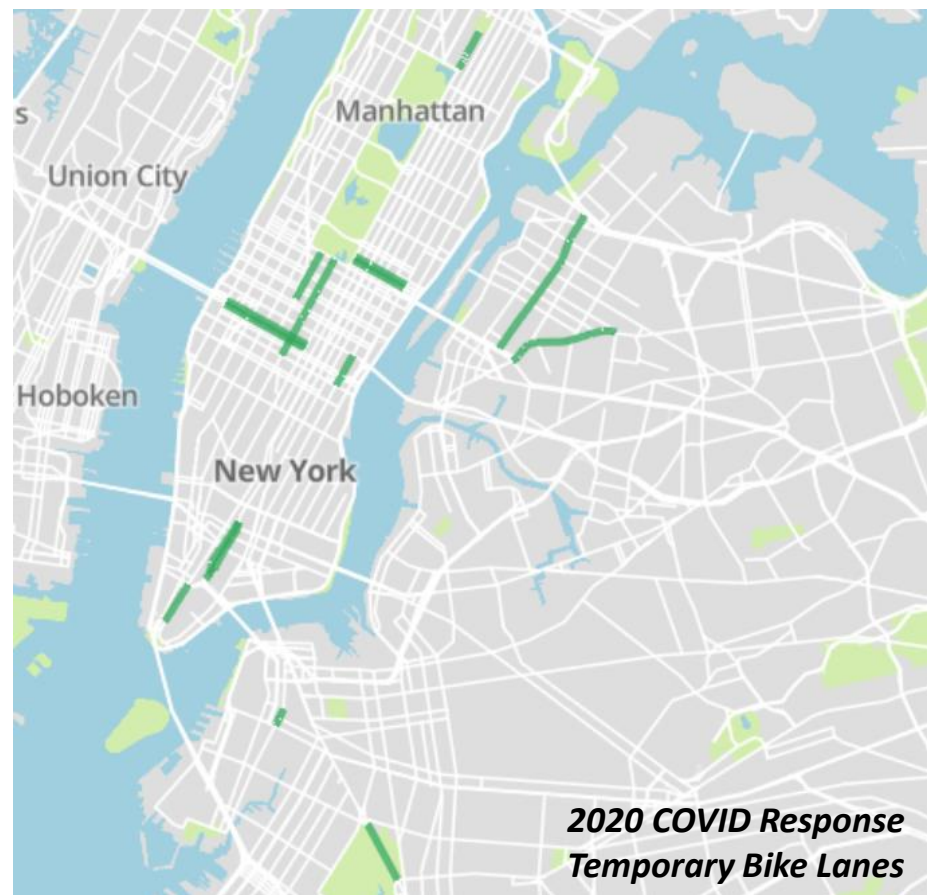 Manhattan
s
Union City
Hoboken
New York
2020 COVID Response
Temporary Bike Lanes